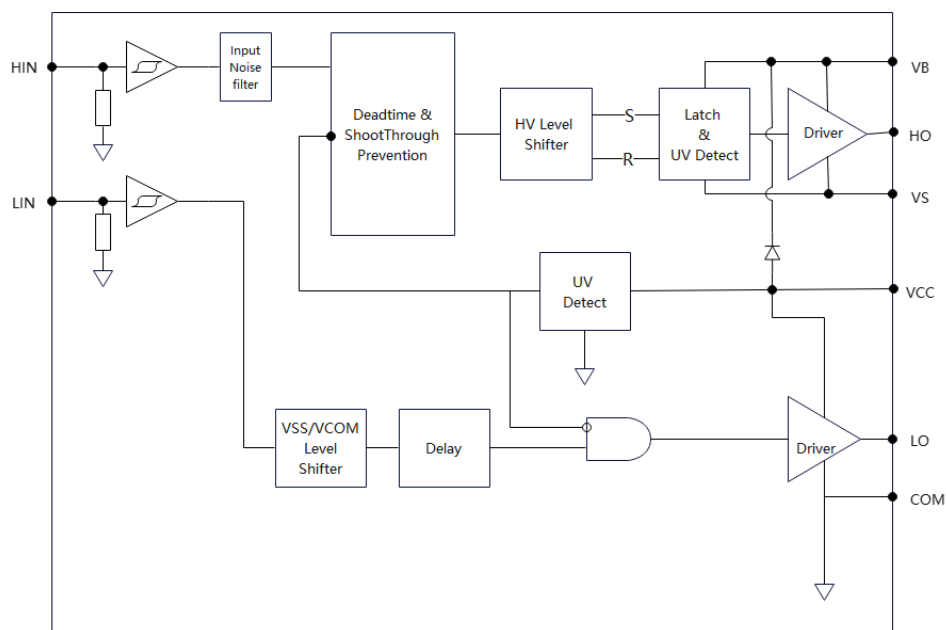 HIN
Input
Noise
filter
Deadtime &
ShootThrough
Prevention
HV Level
Shifter
S
R
Latch
&
UV Detect
Driver
VB
HO
VS
LIN
UV
Detect
VCC
VSS/VCOM
Level
Shifter
Delay
Driver
LO
COM